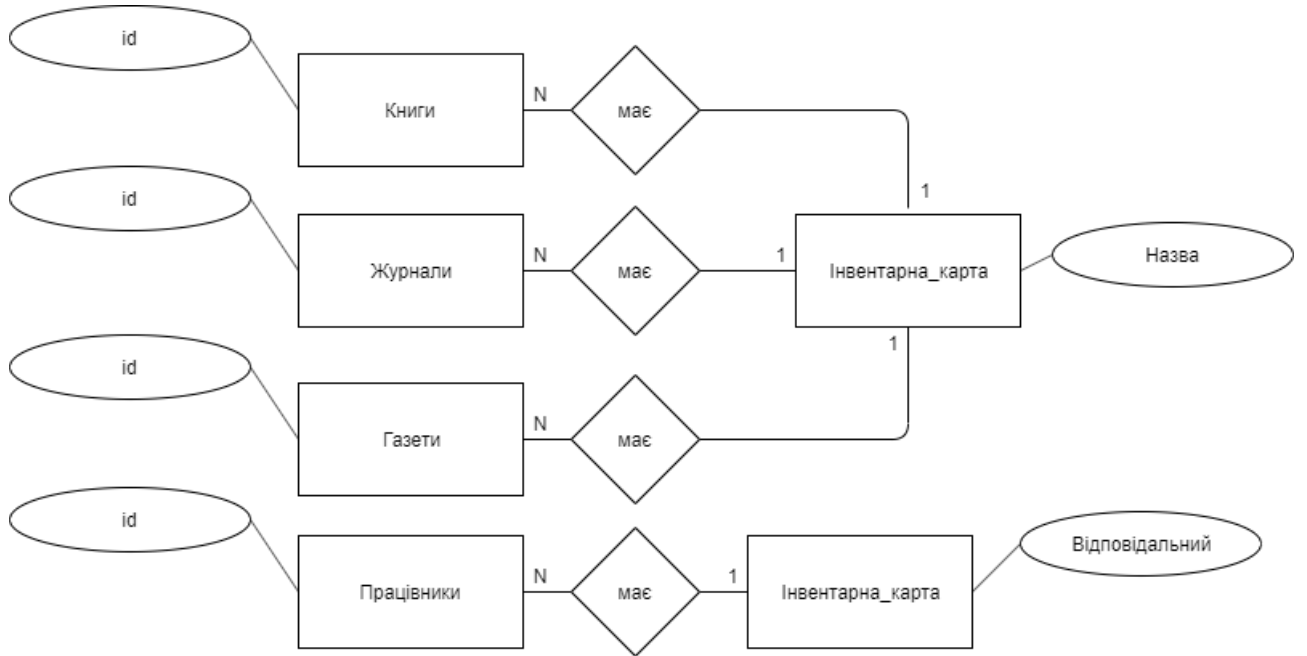 id
Книги
N
має
1
id
Журнали
N
має
1
Інвентарна_карта
Назва
id
Газети
N
має
1
id
Працівники
N
має
1
Інвентарна_карта
Відповідальний